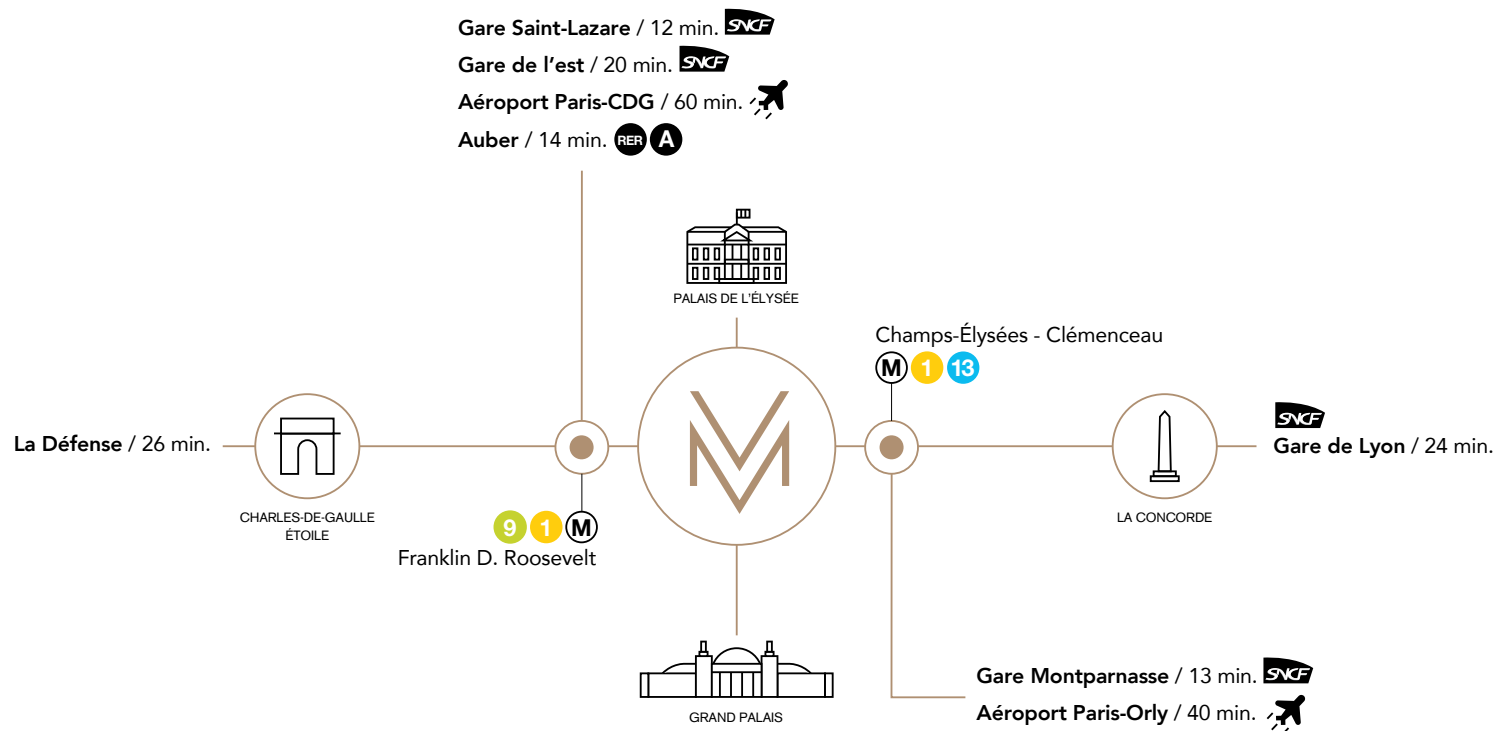 Gare Saint-Lazare / 12 min. SNCF
Gare de l’est / 20 min. SNCF
Aéroport Paris-CDG / 60 min.
Auber / 14 min. RER A
PALAIS DE L’ÉLYSÉE
Champs-Élysées - Clémenceau
M 1 13
La Défense / 26 min.
CHARLES-DE-GAULLE
ÉTOILE
9 1 M
Franklin D. Roosevelt
VM
LA CONCORDE
SNCF
Gare de Lyon / 24 min.
GRAND PALAIS
Gare Montparnasse / 13 min. SNCF
Aéroport Paris-Orly / 40 min.